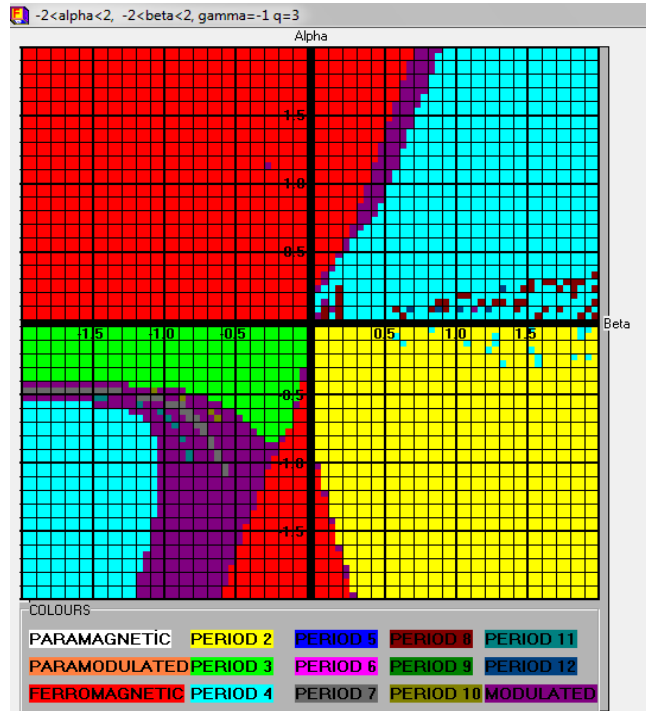 -2<alpha<2, -2<beta<2, gamma=-1 q=3
Alpha
1.5
1.0
0.5
-1.5 -1.0 -0.5 0.5 1.0 1.5 Beta
-0.5
-1.0
-1.5
COLOURS
PARAMAGNETİC PERIOD 2 PERIOD 5 PERIOD 8 PERIOD 11
PARAMODULATED PERIOD 3 PERIOD 6 PERIOD 9 PERIOD 12
FERROMAGNETIC PERIOD 4 PERIOD 7 PERIOD 10 MODULATED